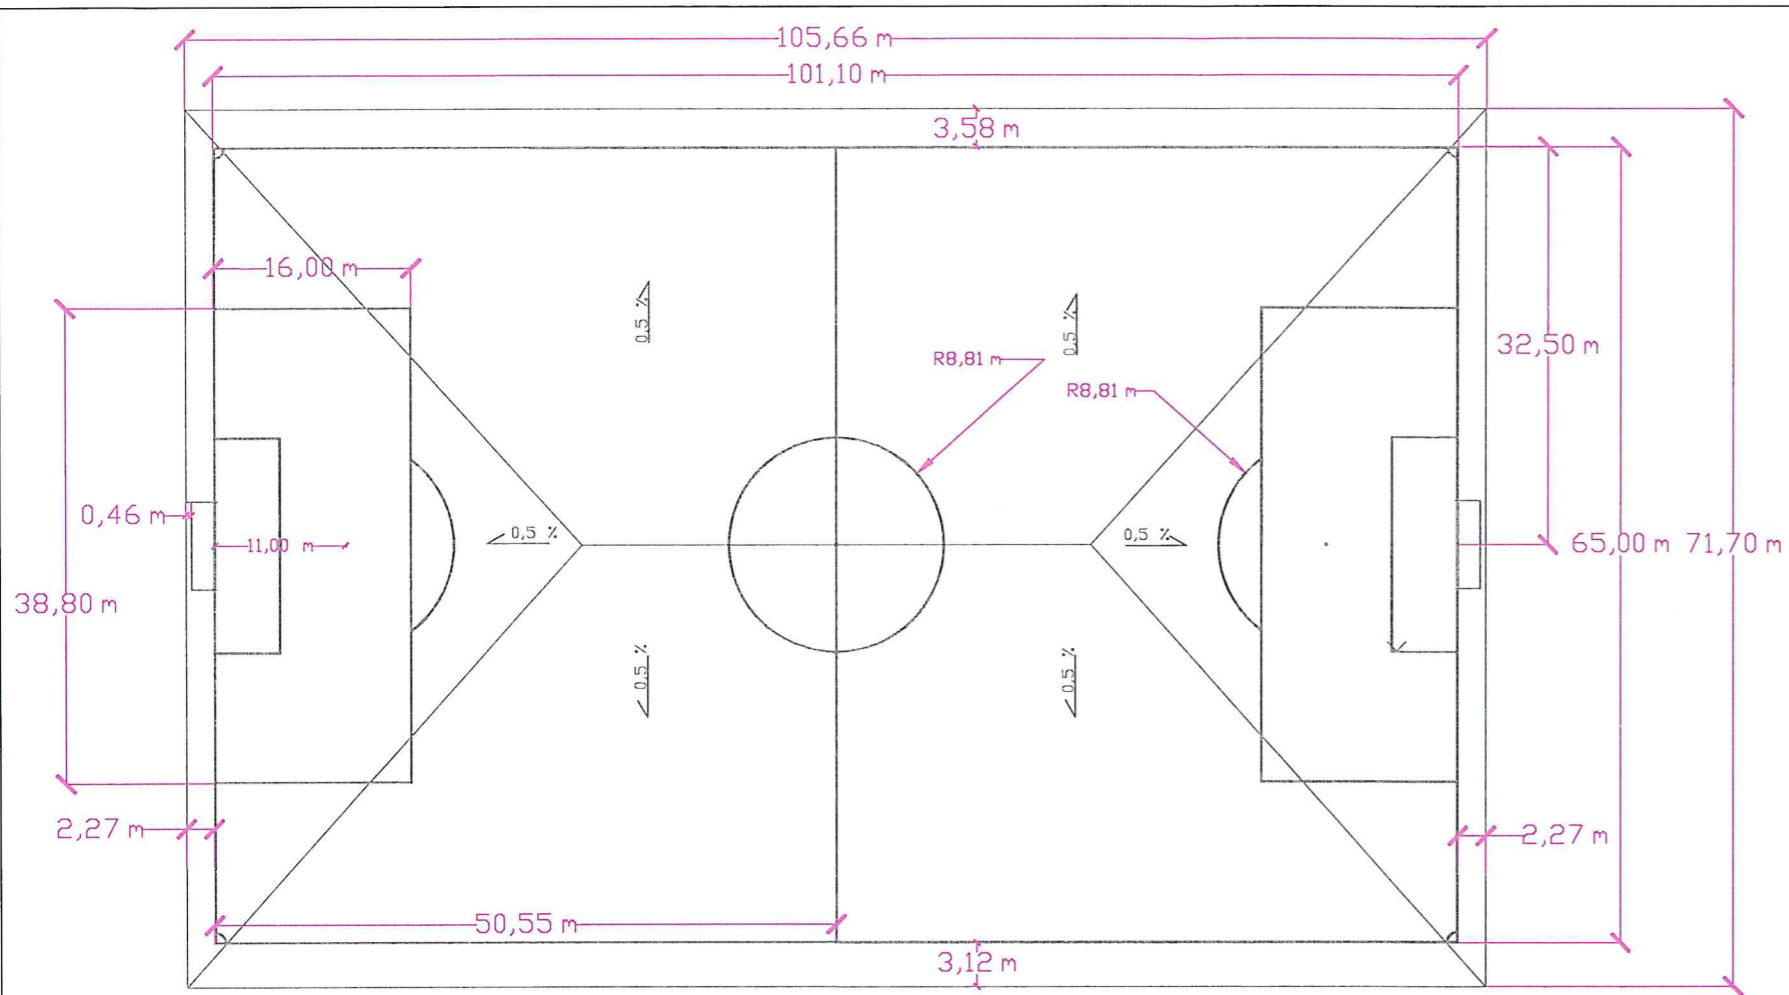 105,66 m
101,10 m
3,58 m
16,00 m
0,5 %
0,5 %
R8,81 m
32,50 m
R8,81 m
0,46 m
11,00 m
0,5 %
0,5 %
65,00 m
71,70 m
38,80 m
0,5 %
0,5 %
2,27 m
2,27 m
50,55 m
3,12 m